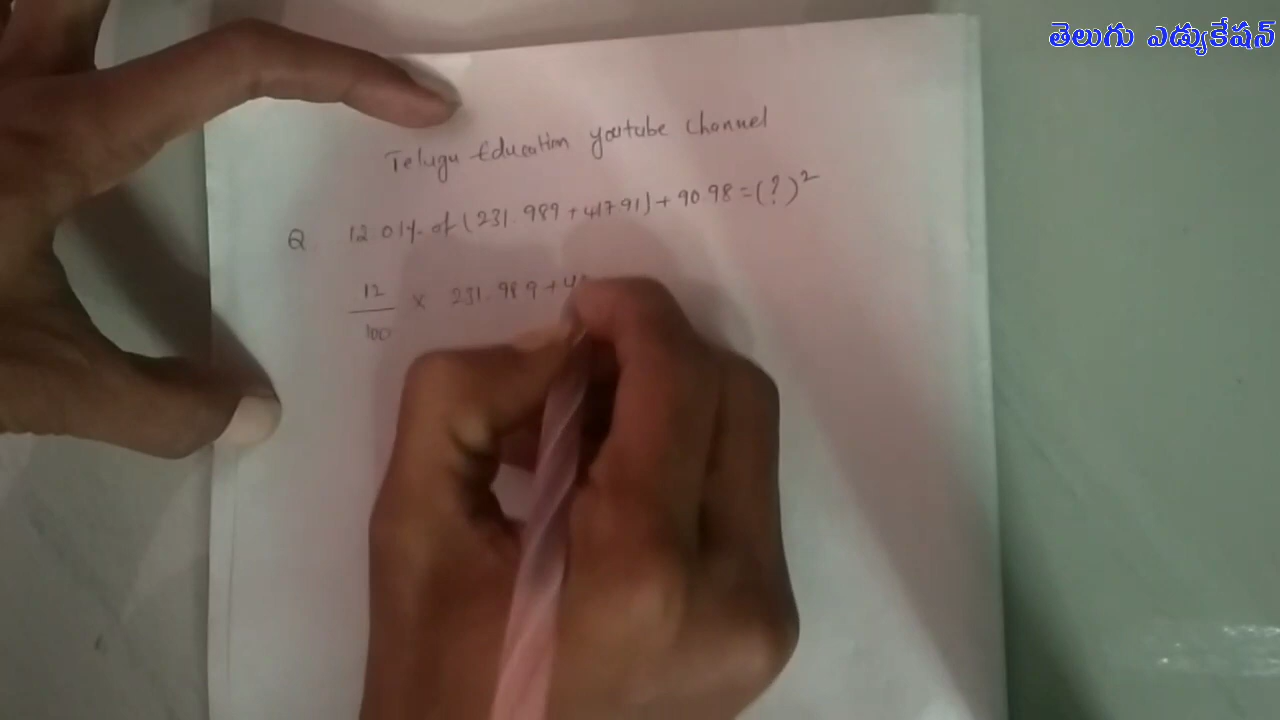 తెలుగు ఎడ్యుకేషన్
Telugu Education youtube channel
Q 12.01% of (231.989 + 417.91) + 90.98 = (?)²
12/100 × 231.989 + 4